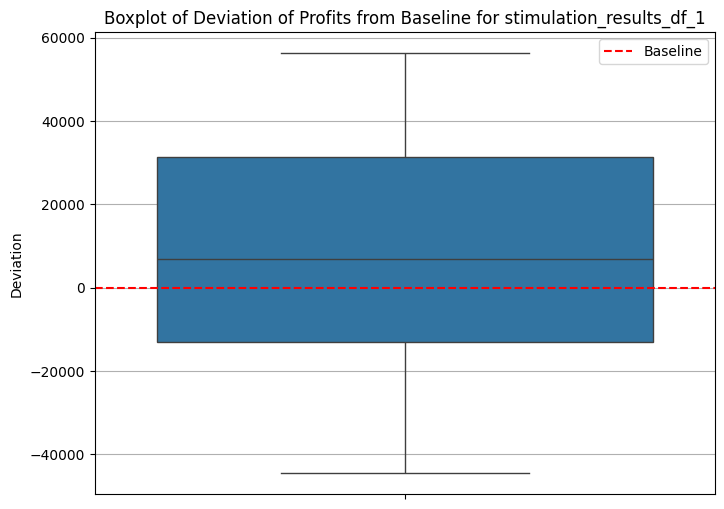 Boxplot of Deviation of Profits from Baseline for stimulation_results_df_1
60000
Baseline
40000
20000
Deviation
0
−20000
−40000